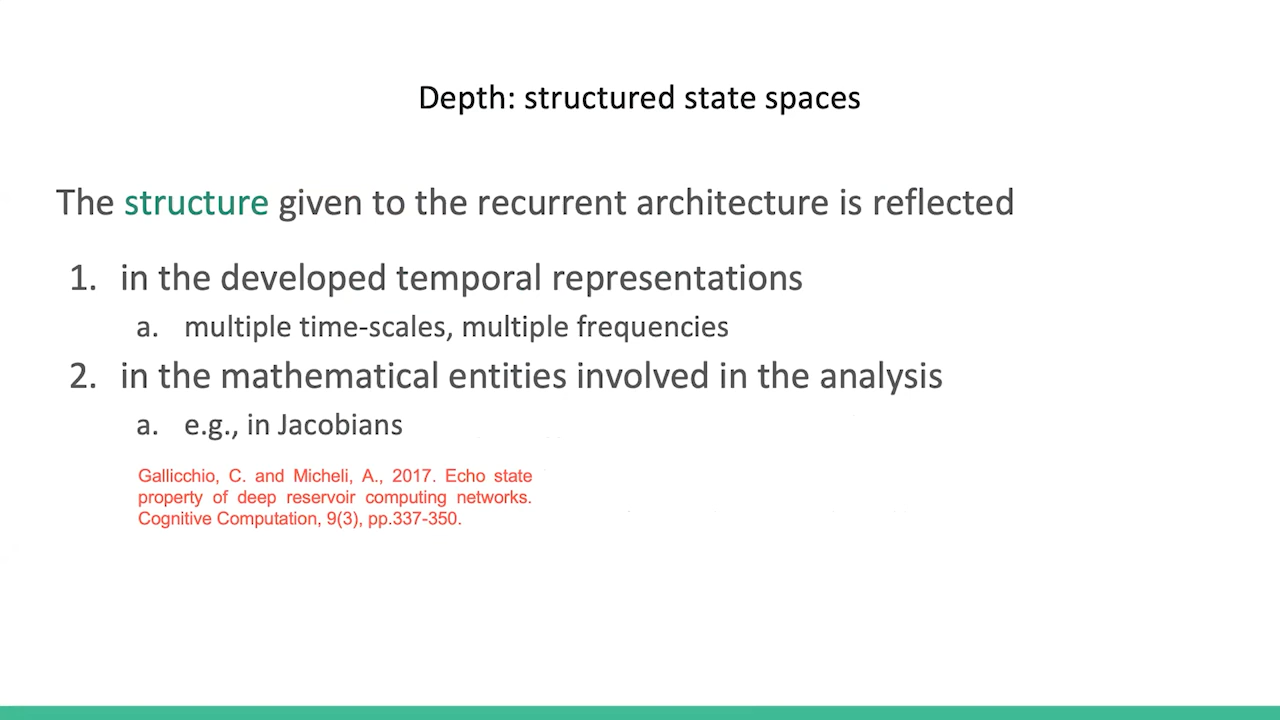 Depth: structured state spaces
The structure given to the recurrent architecture is reflected
1. in the developed temporal representations
a. multiple time-scales, multiple frequencies
2. in the mathematical entities involved in the analysis
a. e.g., in Jacobians
Gallicchio, C. and Micheli, A., 2017. Echo state
property of deep reservoir computing networks.
Cognitive Computation, 9(3), pp.337-350.